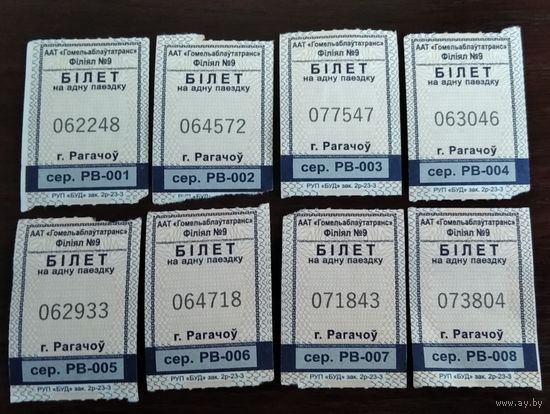 ААТ «Гомельаблаўтатранс»
Філіял №9
БІЛЕТ
на адну паездку
062248
г. Рагачоў
сер. РВ-001
РУП «БУД» зак. 2р-23-3
ААТ «Гомельаблаўтатранс»
Філіял №9
БІЛЕТ
на адну паездку
064572
г. Рагачоў
сер. РВ-002
РУП «БУД» зак. 2р-23-3
ААТ «Гомельаблаўтатранс»
Філіял №9
БІЛЕТ
на адну паездку
077547
г. Рагачоў
сер. РВ-003
РУП «БУД» зак. 2р-23-3
ААТ «Гомельаблаўтатранс»
Філіял №9
БІЛЕТ
на адну паездку
063046
г. Рагачоў
сер. РВ-004
РУП «БУД» зак. 2р-23-3
ААТ «Гомельаблаўтатранс»
Філіял №9
БІЛЕТ
на адну паездку
062933
г. Рагачоў
сер. РВ-005
РУП «БУД» зак. 2р-23-3
ААТ «Гомельаблаўтатранс»
Філіял №9
БІЛЕТ
на адну паездку
064718
г. Рагачоў
сер. РВ-006
РУП «БУД» зак. 2р-23-3
ААТ «Гомельаблаўтатранс»
Філіял №9
БІЛЕТ
на адну паездку
071843
г. Рагачоў
сер. РВ-007
РУП «БУД» зак. 2р-23-3
ААТ «Гомельаблаўтатранс»
Філіял №9
БІЛЕТ
на адну паездку
073804
г. Рагачоў
сер. РВ-008
РУП «БУД» зак. 2р-23-3
www.ay.by